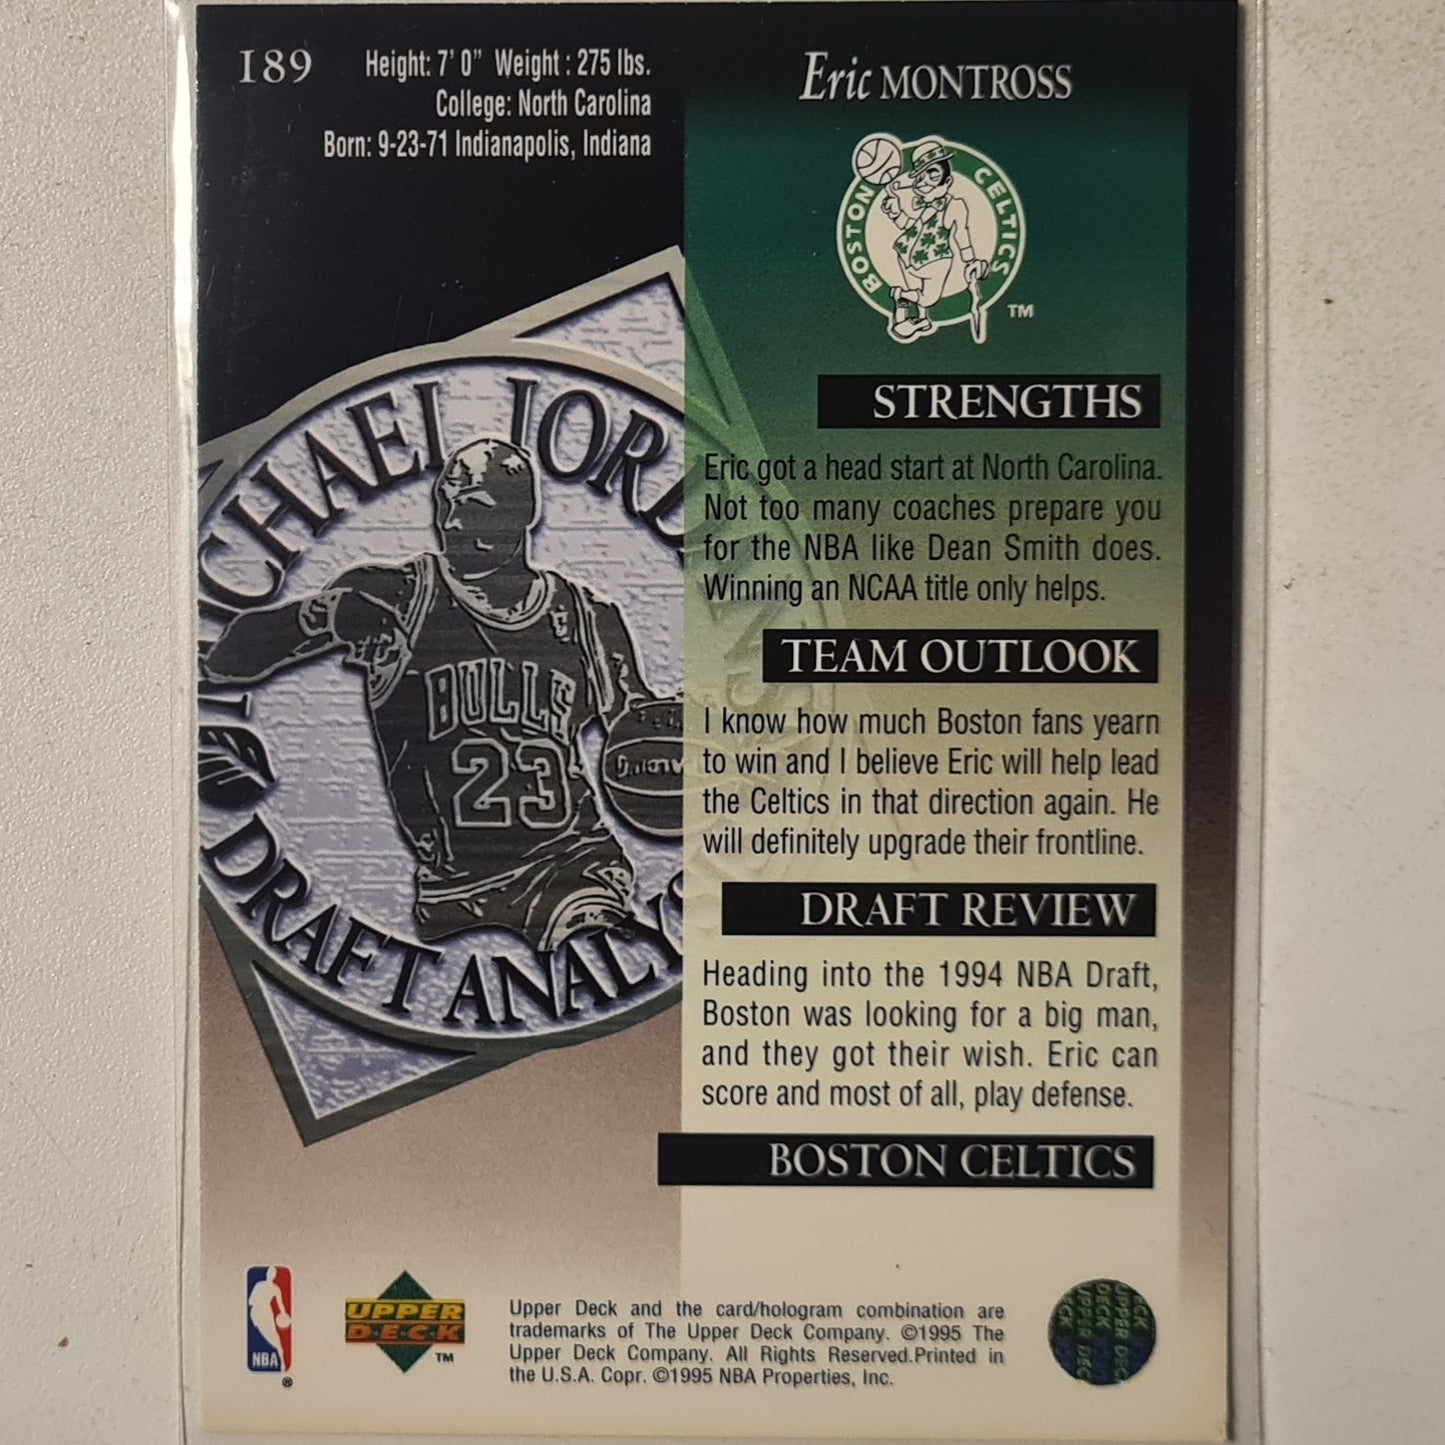 189
Height: 7' 0" Weight : 275 lbs.
College: North Carolina
Born: 9-23-71 Indianapolis, Indiana
Eric MONTROSS
BOSTON CELTICS
TM
STRENGTHS
Eric got a head start at North Carolina.
Not too many coaches prepare you
for the NBA like Dean Smith does.
Winning an NCAA title only helps.
TEAM OUTLOOK
I know how much Boston fans yearn
to win and I believe Eric will help lead
the Celtics in that direction again. He
will definitely upgrade their frontline.
DRAFT REVIEW
Heading into the 1994 NBA Draft,
Boston was looking for a big man,
and they got their wish. Eric can
score and most of all, play defense.
BOSTON CELTICS
ICHAEL JORD
BULLS
23
DRAFT ANALYS
NBA
®
UPPER
D·E·C·K
TM
Upper Deck and the card/hologram combination are
trademarks of The Upper Deck Company. ©1995 The
Upper Deck Company. All Rights Reserved.Printed in
the U.S.A. Copr. ©1995 NBA Properties, Inc.
UPPER DECK